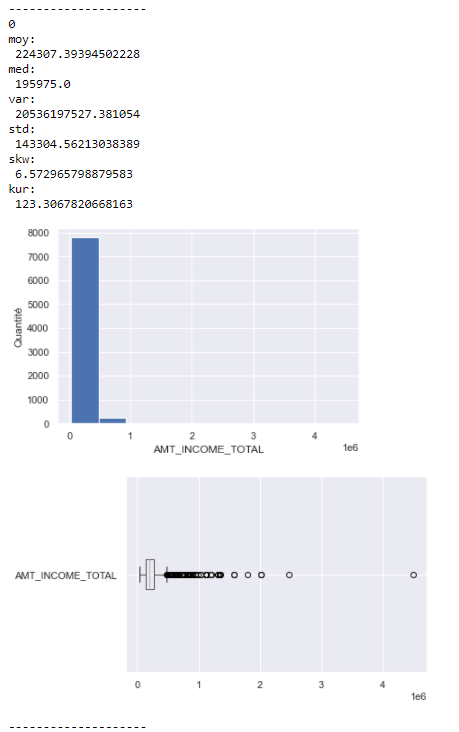 --------------------
0
moy:
 224307.39394502228
med:
 195975.0
var:
 20536197527.381054
std:
 143304.56213038389
skw:
 6.572965798879583
kur:
 123.3067820668163
8000
7000
6000
5000
4000
3000
2000
1000
0
Quantité
0 1 2 3 4
1e6
AMT_INCOME_TOTAL
AMT_INCOME_TOTAL
0 1 2 3 4
1e6
--------------------